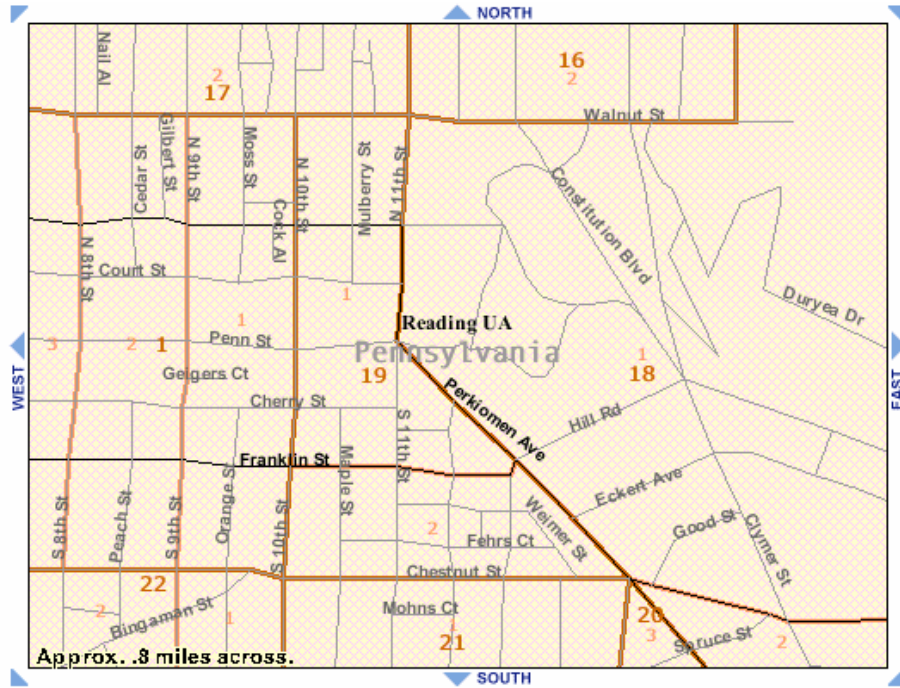 NORTH
Nail Al
16
2
2
17
Walnut St
Gilbert St
Cedar St
N 9th St
Moss St
N 10th St
Mulberry St
N 11th St
Cock Al
Constitution Blvd
N 8th St
Court St
1
1
Duryea Dr
Reading UA
3
2
1
Penn St
Pennsylvania
1
18
19
WEST
EAST
Geigers Ct
Perkiomen Ave
Cherry St
Hill Rd
S 11th St
Franklin St
Maple St
Eckert Ave
S 8th St
Peach St
S 9th St
Orange St
S 10th St
2
Weimer St
Good St
Clymer St
Fehrs Ct
Chestnut St
22
2
Bingaman St
1
Mohns Ct
1
21
20
3
Spruce St
2
Approx. .8 miles across.
SOUTH